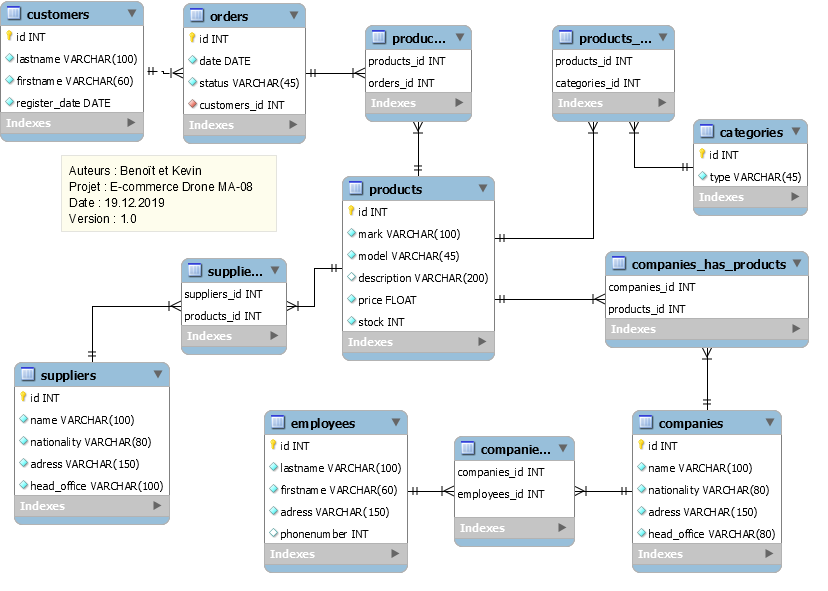 customers
id INT
lastname VARCHAR(100)
firstname VARCHAR(60)
register_date DATE
Indexes
orders
id INT
date DATE
status VARCHAR(45)
customers_id INT
Indexes
produc...
products_id INT
orders_id INT
Indexes
products_...
products_id INT
categories_id INT
Indexes
categories
id INT
type VARCHAR(45)
Indexes
Auteurs : Benoït et Kevin
Projet : E-commerce Drone MA-08
Date : 19.12.2019
Version : 1.0
products
id INT
mark VARCHAR(100)
model VARCHAR(45)
description VARCHAR(200)
price FLOAT
stock INT
Indexes
supplie...
suppliers_id INT
products_id INT
Indexes
companies_has_products
companies_id INT
products_id INT
Indexes
suppliers
id INT
name VARCHAR(100)
nationality VARCHAR(80)
adress VARCHAR(150)
head_office VARCHAR(100)
Indexes
employees
id INT
lastname VARCHAR(100)
firstname VARCHAR(60)
adress VARCHAR(150)
phonenumber INT
Indexes
companie...
companies_id INT
employees_id INT
Indexes
companies
id INT
name VARCHAR(100)
nationality VARCHAR(80)
adress VARCHAR(150)
head_office VARCHAR(80)
Indexes